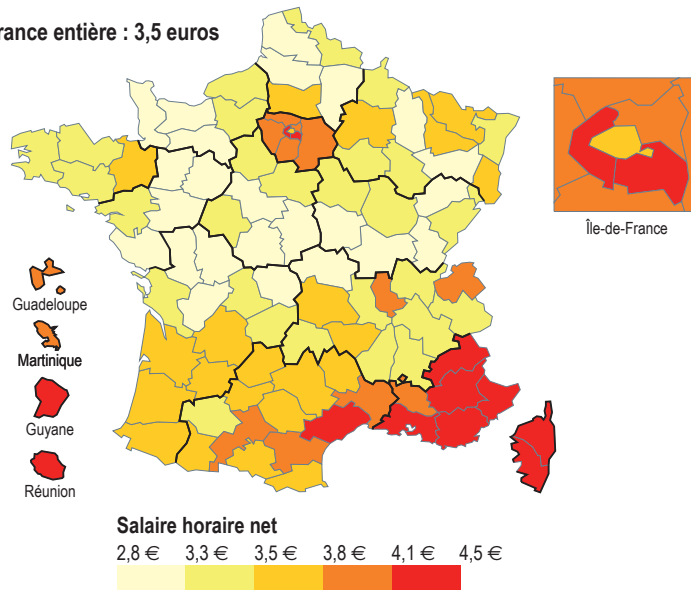 rance entière : 3,5 euros
Île-de-France
Guadeloupe
Martinique
Guyane
Réunion
Salaire horaire net
2,8 € 3,3 € 3,5 € 3,8 € 4,1 € 4,5 €